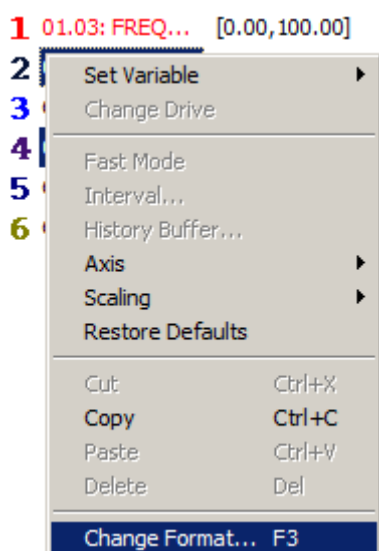 1 01.03: FREQ... [0.00,100.00]
2
Set Variable
3
Change Drive
4
Fast Mode
5
Interval...
6
History Buffer...
Axis
Scaling
Restore Defaults
Cut Ctrl+X
Copy Ctrl+C
Paste Ctrl+V
Delete Del
Change Format... F3